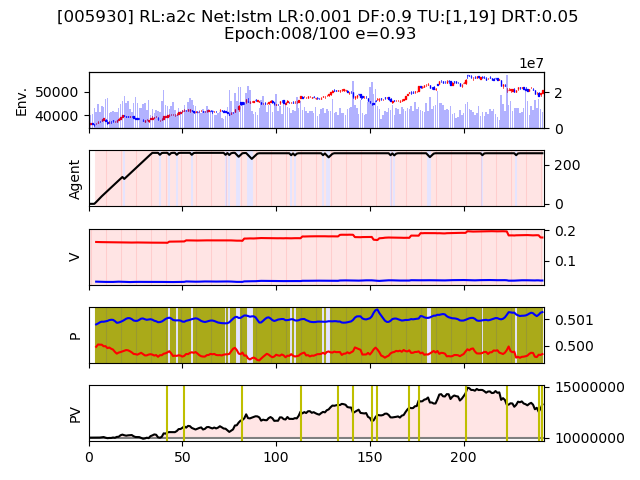 [005930] RL:a2c Net:lstm LR:0.001 DF:0.9 TU:[1,19] DRT:0.05
Epoch:008/100 e=0.93
1e7
Env.
50000
40000
2
0
Agent
200
0
V
0.2
0.1
P
0.501
0.500
PV
15000000
10000000
0 50 100 150 200